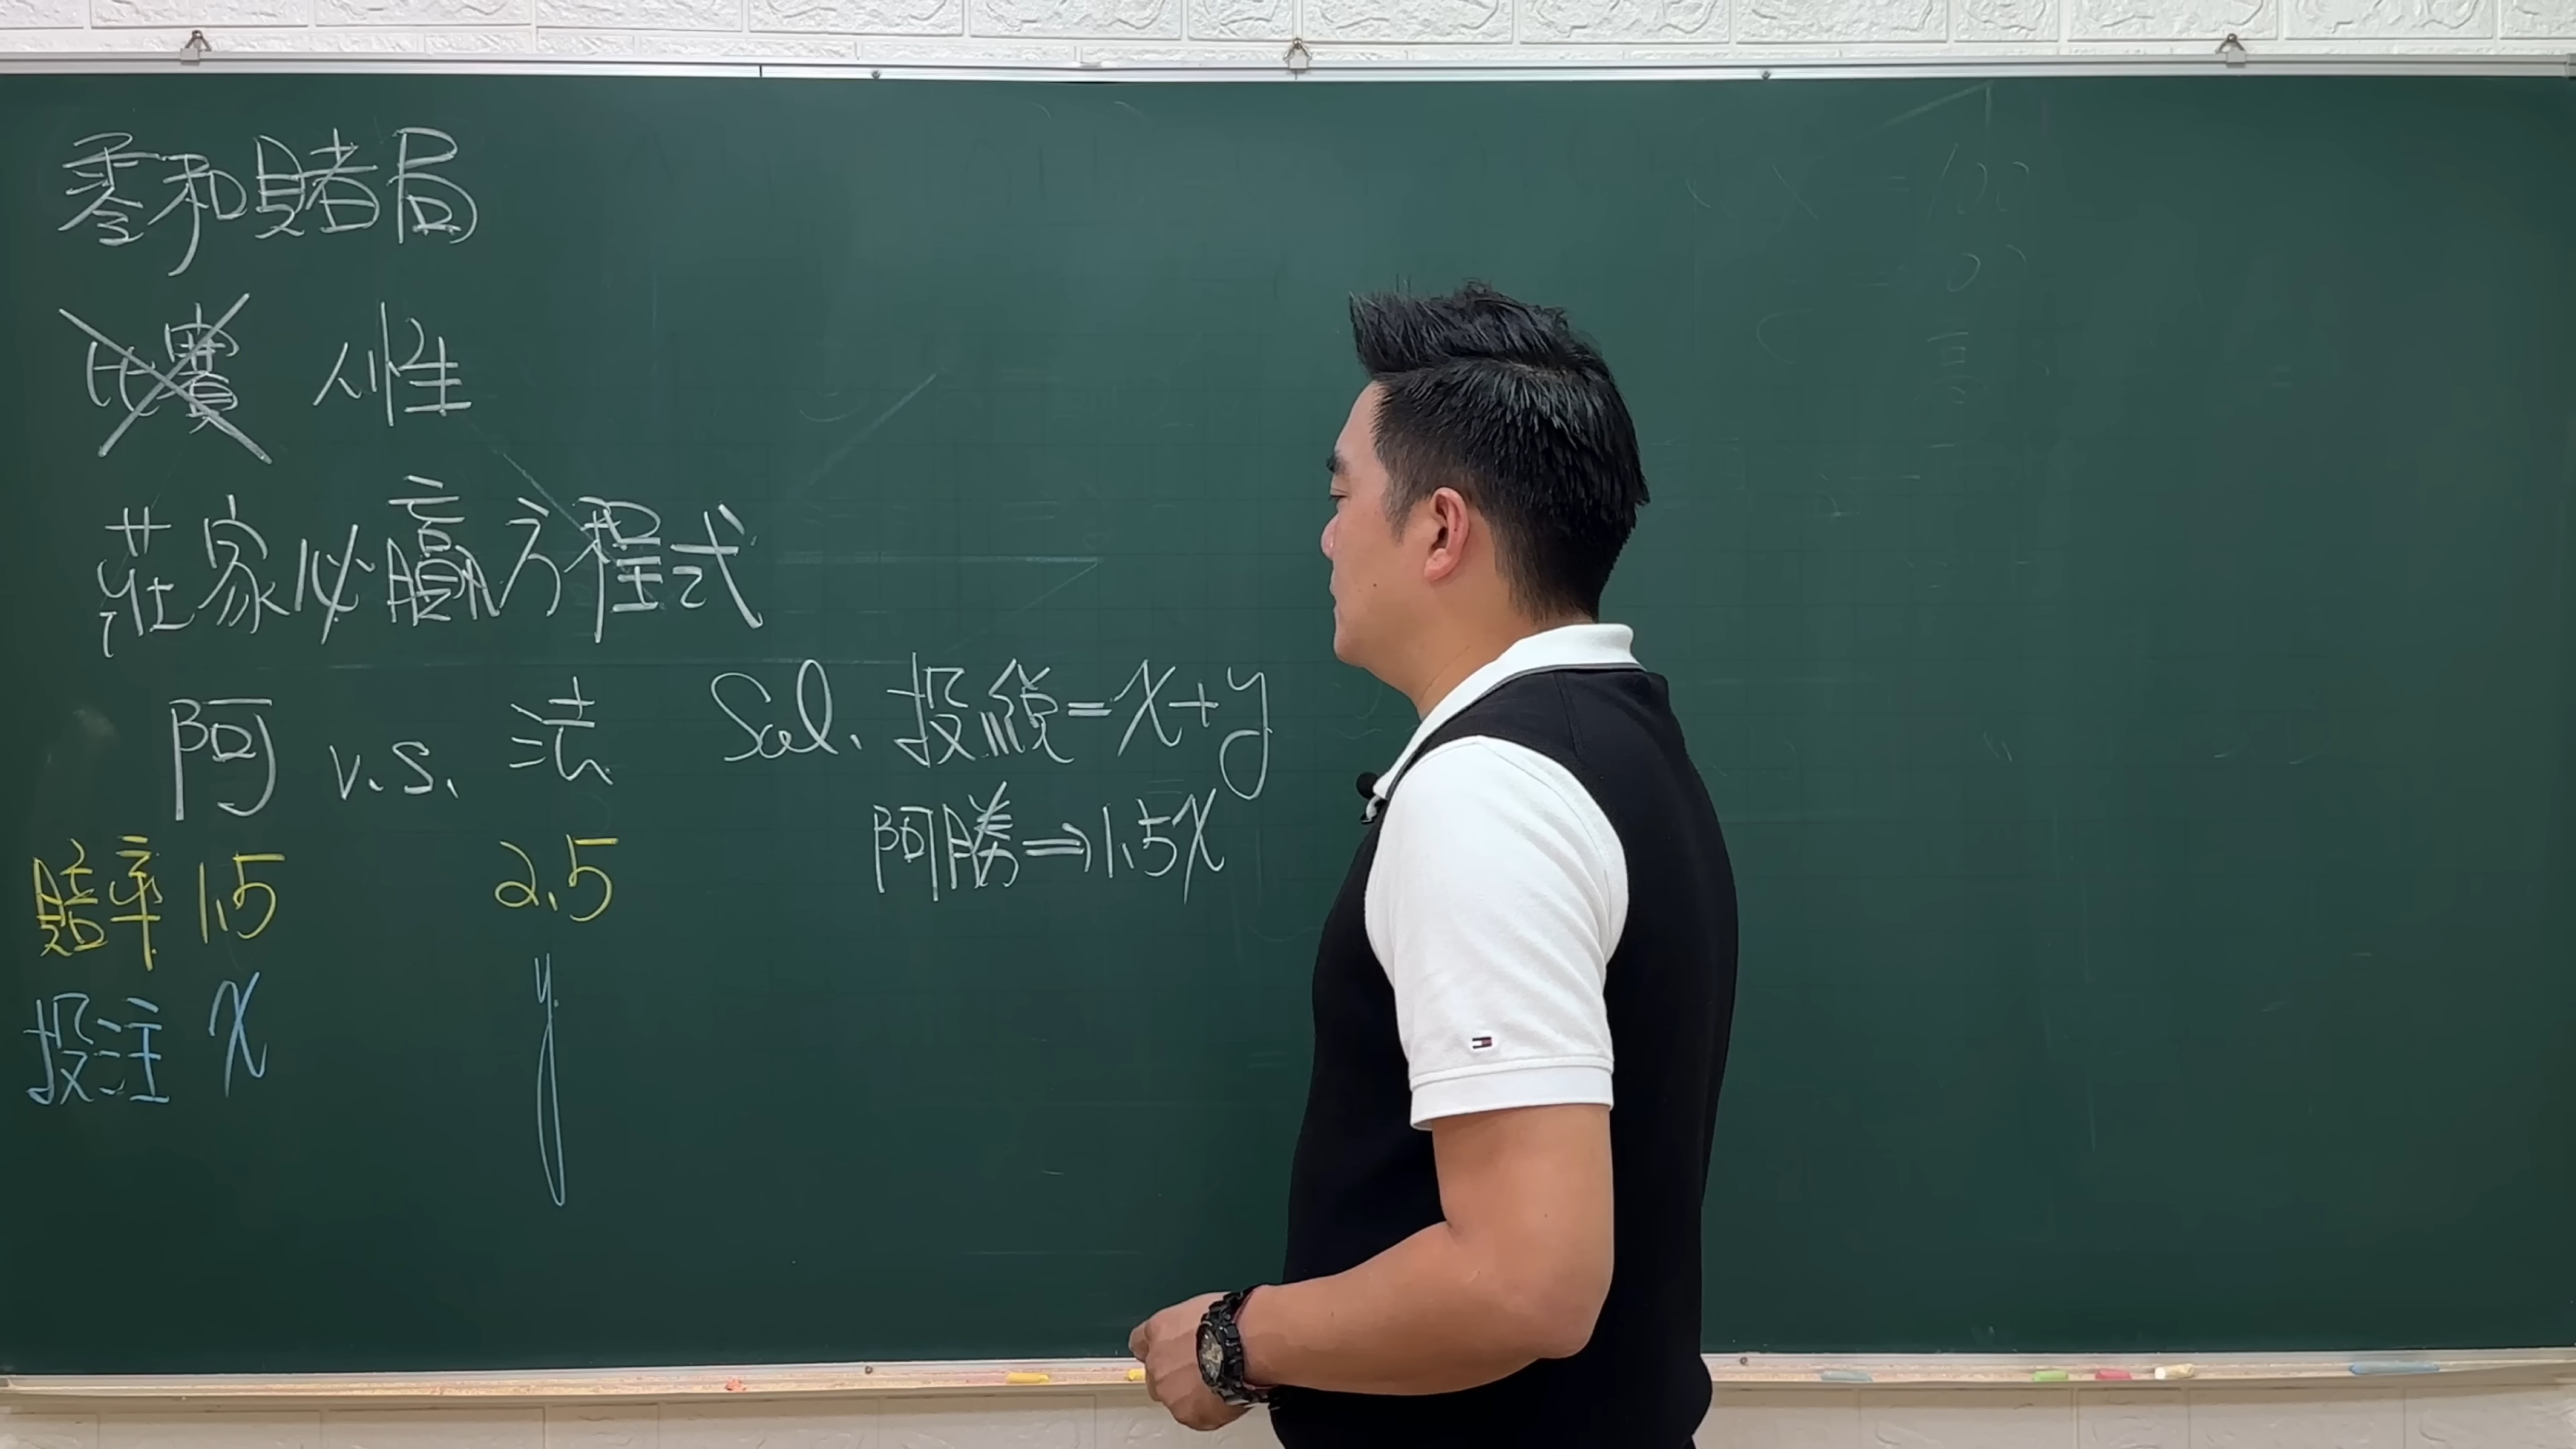 零和賭局
比賽 人性
莊家必贏方程式
阿 v.s. 法
賠率 1.5 2.5
投注 x y
Sol. 投總=x+y
阿勝⇒1.5x